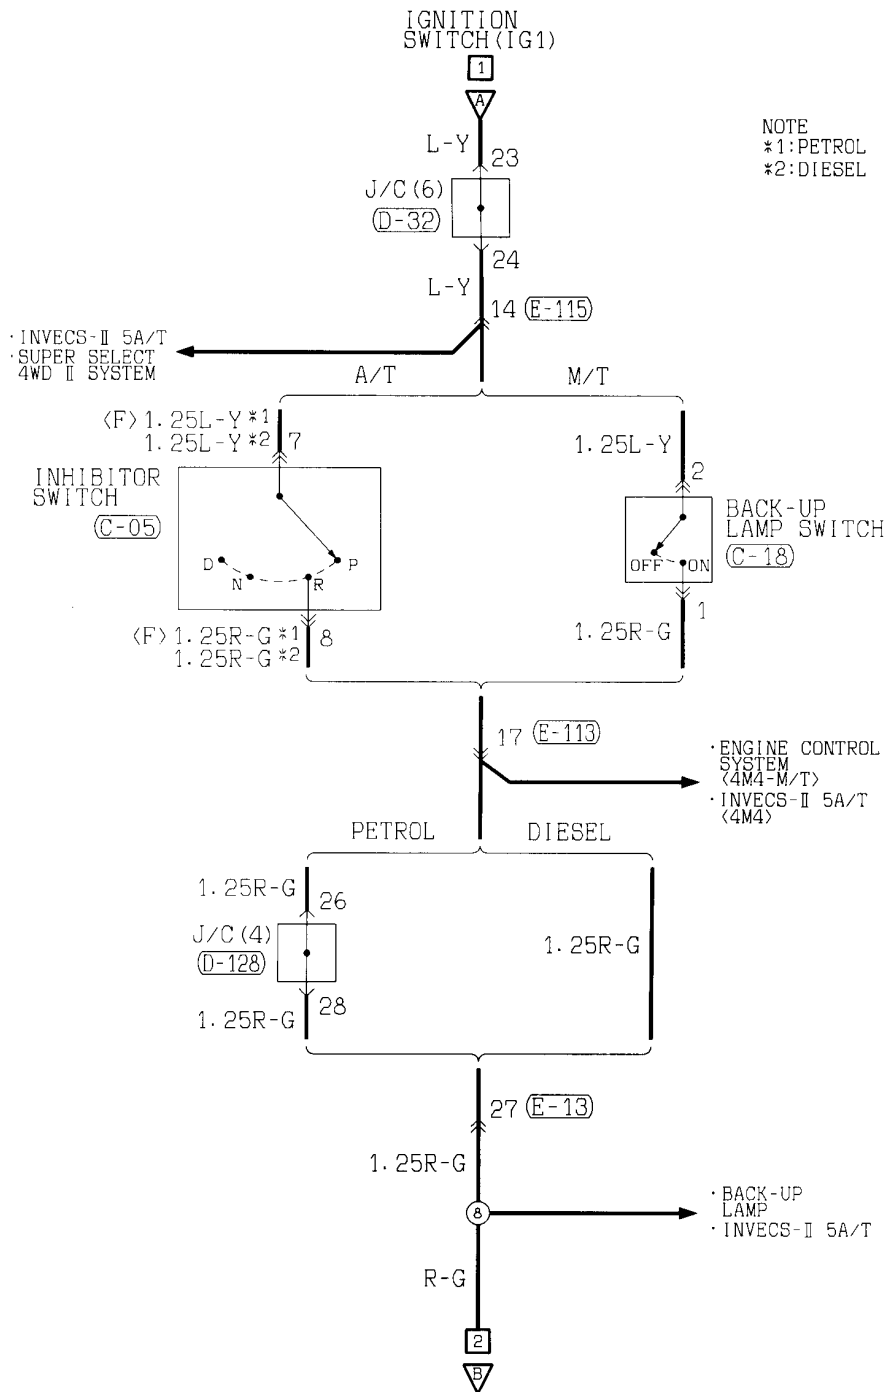 IGNITION
SWITCH(IG1)
1
A
NOTE
*1:PETROL
*2:DIESEL
L-Y
23
J/C(6)
D-32
24
L-Y
14 E-115
·INVECS-Ⅱ 5A/T
·SUPER SELECT
4WD Ⅱ SYSTEM
A/T
M/T
<F>1.25L-Y*1
1.25L-Y*2
7
1.25L-Y
2
INHIBITOR
SWITCH
C-05
D
N
R
P
BACK-UP
LAMP SWITCH
C-18
OFF
ON
<F>1.25R-G*1
1.25R-G*2
8
1.25R-G
1
17 E-113
·ENGINE CONTROL
SYSTEM
<4M4-M/T>
·INVECS-Ⅱ 5A/T
<4M4>
PETROL
DIESEL
1.25R-G
26
J/C(4)
D-128
1.25R-G
28
1.25R-G
27 E-13
1.25R-G
8
·BACK-UP
LAMP
·INVECS-Ⅱ 5A/T
R-G
2
B